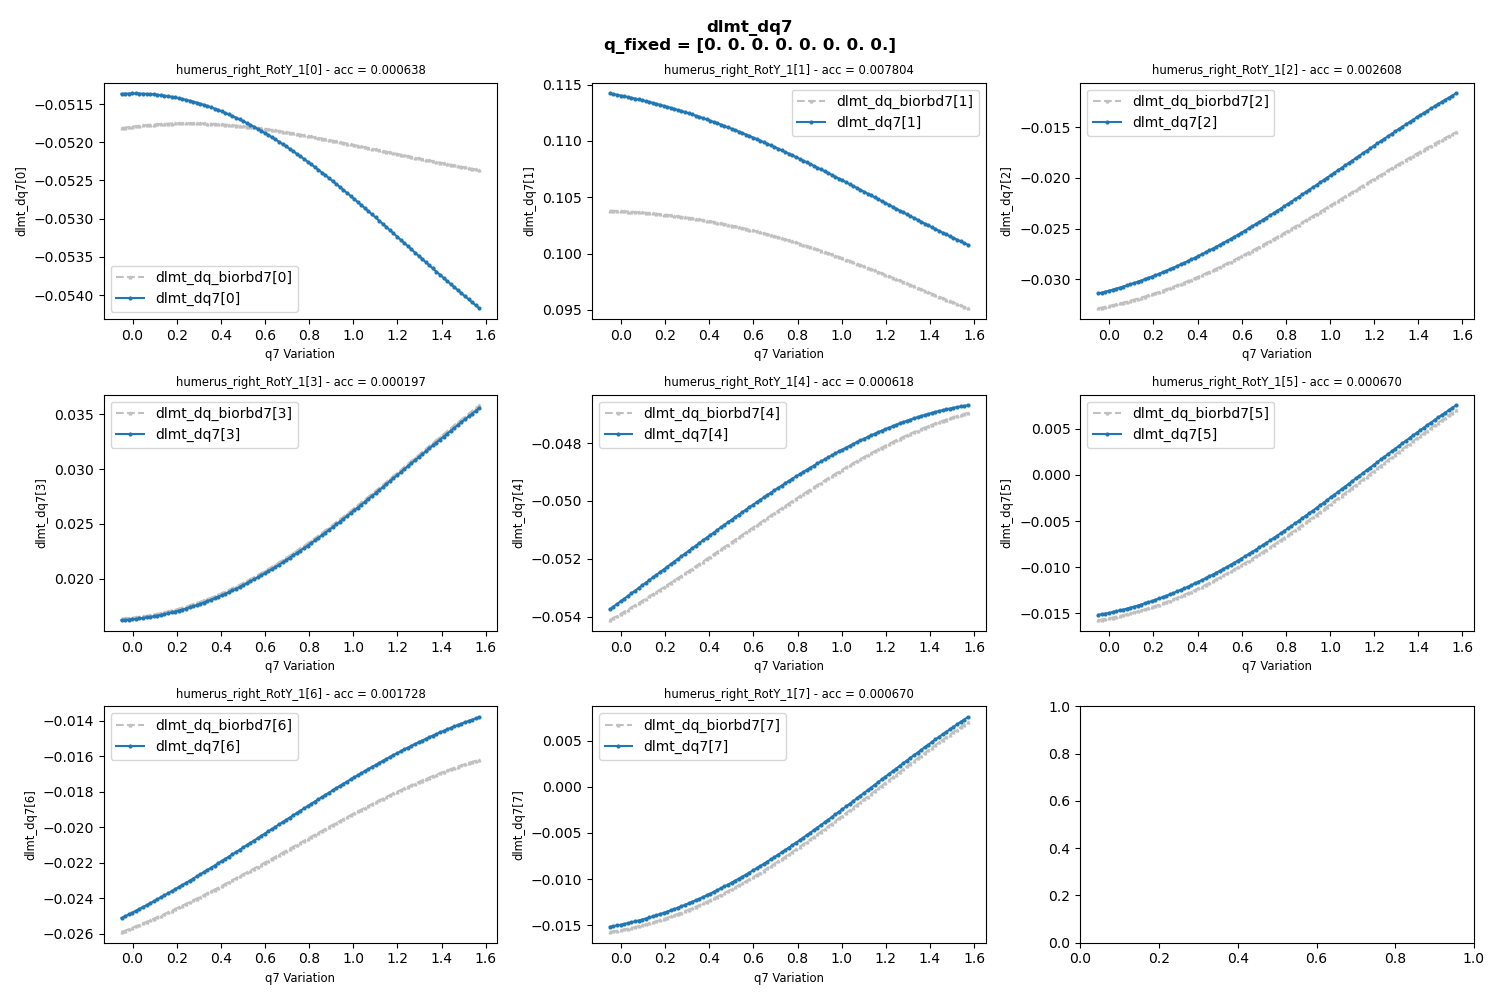 dlmt_dq7
q_fixed = [0. 0. 0. 0. 0. 0. 0. 0.]
humerus_right_RotY_1[0] - acc = 0.000638
dlmt_dq7[0]
−0.0515
−0.0520
−0.0525
−0.0530
−0.0535
−0.0540
dlmt_dq_biorbd7[0]
dlmt_dq7[0]
0.0 0.2 0.4 0.6 0.8 1.0 1.2 1.4 1.6
q7 Variation
humerus_right_RotY_1[1] - acc = 0.007804
dlmt_dq7[1]
0.115
0.110
0.105
0.100
0.095
dlmt_dq_biorbd7[1]
dlmt_dq7[1]
0.0 0.2 0.4 0.6 0.8 1.0 1.2 1.4 1.6
q7 Variation
humerus_right_RotY_1[2] - acc = 0.002608
dlmt_dq7[2]
−0.015
−0.020
−0.025
−0.030
dlmt_dq_biorbd7[2]
dlmt_dq7[2]
0.0 0.2 0.4 0.6 0.8 1.0 1.2 1.4 1.6
q7 Variation
humerus_right_RotY_1[3] - acc = 0.000197
dlmt_dq7[3]
0.035
0.030
0.025
0.020
dlmt_dq_biorbd7[3]
dlmt_dq7[3]
0.0 0.2 0.4 0.6 0.8 1.0 1.2 1.4 1.6
q7 Variation
humerus_right_RotY_1[4] - acc = 0.000618
dlmt_dq7[4]
−0.048
−0.050
−0.052
−0.054
dlmt_dq_biorbd7[4]
dlmt_dq7[4]
0.0 0.2 0.4 0.6 0.8 1.0 1.2 1.4 1.6
q7 Variation
humerus_right_RotY_1[5] - acc = 0.000670
dlmt_dq7[5]
0.005
0.000
−0.005
−0.010
−0.015
dlmt_dq_biorbd7[5]
dlmt_dq7[5]
0.0 0.2 0.4 0.6 0.8 1.0 1.2 1.4 1.6
q7 Variation
humerus_right_RotY_1[6] - acc = 0.001728
dlmt_dq7[6]
−0.014
−0.016
−0.018
−0.020
−0.022
−0.024
−0.026
dlmt_dq_biorbd7[6]
dlmt_dq7[6]
0.0 0.2 0.4 0.6 0.8 1.0 1.2 1.4 1.6
q7 Variation
humerus_right_RotY_1[7] - acc = 0.000670
dlmt_dq7[7]
0.005
0.000
−0.005
−0.010
−0.015
dlmt_dq_biorbd7[7]
dlmt_dq7[7]
0.0 0.2 0.4 0.6 0.8 1.0 1.2 1.4 1.6
q7 Variation
1.0
0.8
0.6
0.4
0.2
0.0
0.0 0.2 0.4 0.6 0.8 1.0